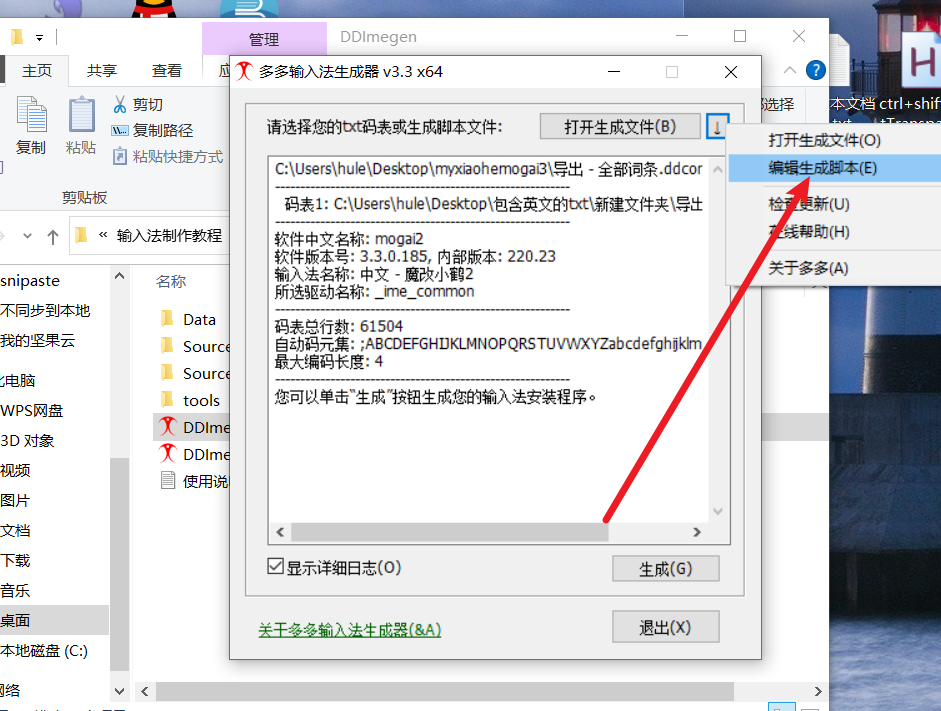 管理
DDImegen
主页
共享
查看
应
多多输入法生成器 v3.3 x64
选择
复制
粘贴
剪切
复制路径
粘贴快捷方式
剪贴板
« 输入法制作教程
请选择您的txt码表或生成脚本文件:
打开生成文件(B)
↓
打开生成文件(O)
编辑生成脚本(E)
检查更新(U)
在线帮助(H)
关于多多(A)
本文档 ctrl+shif
C:\Users\hule\Desktop\myxiaohemogai3\导出 - 全部词条.ddcor
码表1: C:\Users\hule\Desktop\包含英文的txt\新建文件夹\导出
软件中文名称: mogai2
软件版本号: 3.3.0.185, 内部版本: 220.23
输入法名称: 中文 - 魔改小鹤2
所选驱动名称: _ime_common
码表总行数: 61504
自动码元集: ;ABCDEFGHIJKLMNOPQRSTUVWXYZabcdefghijklm
最大编码长度: 4
您可以单击"生成"按钮生成您的输入法安装程序。
显示详细日志(O)
生成(G)
关于多多输入法生成器(&A)
退出(X)
snipaste
不同步到本地
我的坚果云
此电脑
WPS网盘
3D 对象
视频
图片
文档
下载
音乐
桌面
本地磁盘 (C:)
网络
名称
Data
Source
Source
tools
DDIme
DDIme
使用说
H